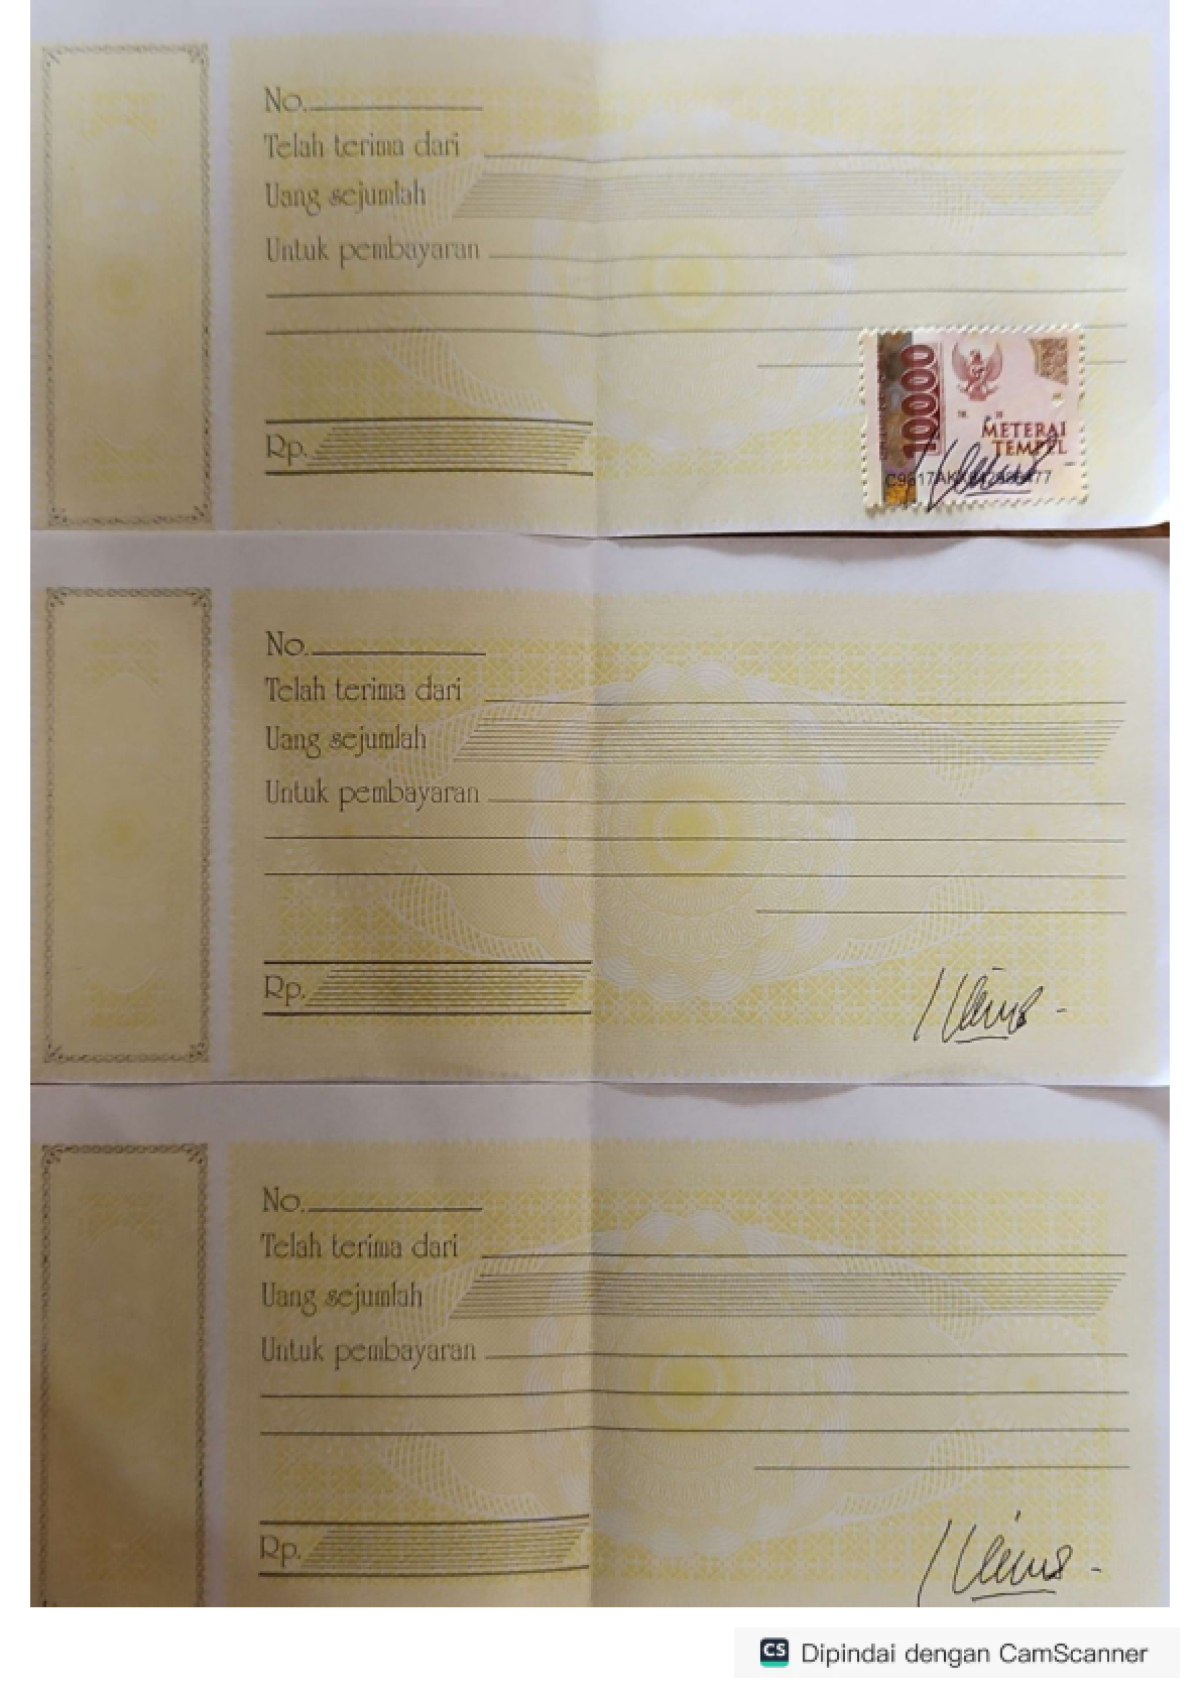 No.
Telah terima dari
Uang sejumlah
Untuk pembayaran
10000
METERAI
TEMPEL
Rp.
No.
Telah terima dari
Uang sejumlah
Untuk pembayaran
Rp.
No.
Telah terima dari
Uang sejumlah
Untuk pembayaran
Rp.
CS Dipindai dengan CamScanner